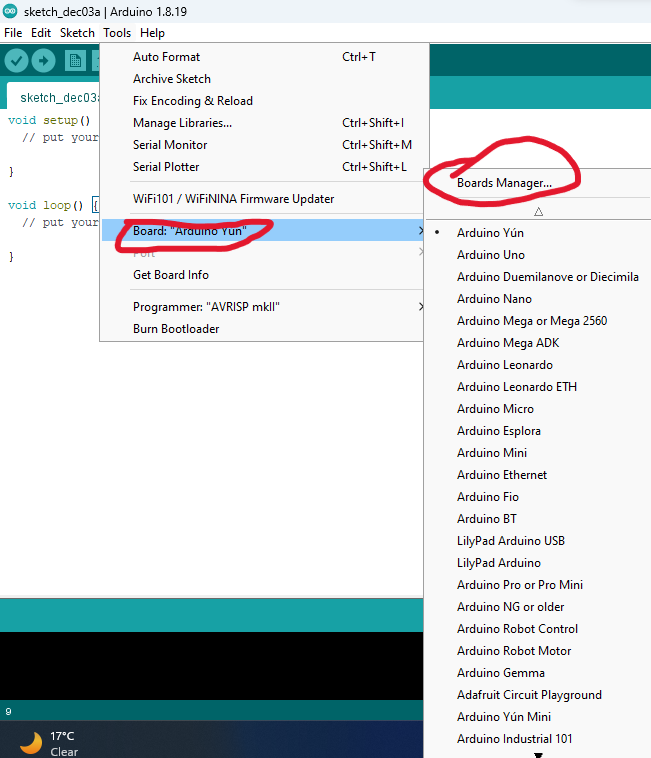 sketch_dec03a | Arduino 1.8.19
File Edit Sketch Tools Help
sketch_dec03a
void setup()
// put your
}
void loop() {
// put your
}
Auto Format Ctrl+T
Archive Sketch
Fix Encoding & Reload
Manage Libraries... Ctrl+Shift+I
Serial Monitor Ctrl+Shift+M
Serial Plotter Ctrl+Shift+L
WiFi101 / WiFiNINA Firmware Updater
Board: "Arduino Yún"
Port
Get Board Info
Programmer: "AVRISP mkII"
Burn Bootloader
Boards Manager...
Arduino Yún
Arduino Uno
Arduino Duemilanove or Diecimila
Arduino Nano
Arduino Mega or Mega 2560
Arduino Mega ADK
Arduino Leonardo
Arduino Leonardo ETH
Arduino Micro
Arduino Esplora
Arduino Mini
Arduino Ethernet
Arduino Fio
Arduino BT
LilyPad Arduino USB
LilyPad Arduino
Arduino Pro or Pro Mini
Arduino NG or older
Arduino Robot Control
Arduino Robot Motor
Arduino Gemma
Adafruit Circuit Playground
Arduino Yún Mini
Arduino Industrial 101
9
17°C
Clear